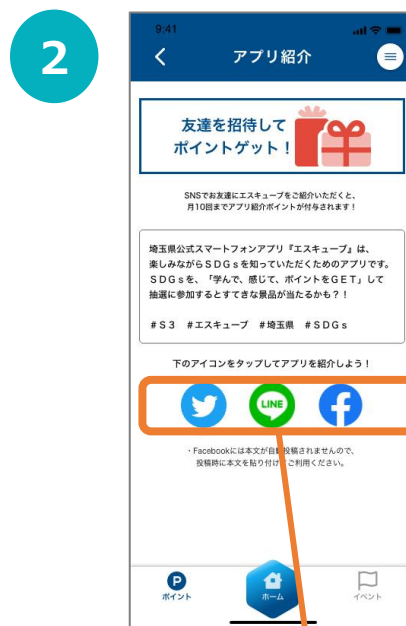 2
9:41
アプリ紹介
友達を招待して
ポイントゲット！
SNSでお友達にエスキューブをご紹介いただくと、
月10回までアプリ紹介ポイントが付与されます！
埼玉県公式スマートフォンアプリ『エスキューブ』は、
楽しみながらＳＤＧｓを知っていただくためのアプリです。
ＳＤＧｓを、「学んで、感じて、ポイントをＧＥＴ」して
抽選に参加するとすてきな景品が当たるかも？！
＃Ｓ３ ＃エスキューブ ＃埼玉県 ＃ＳＤＧｓ
下のアイコンをタップしてアプリを紹介しよう！
LINE
・Facebookには本文が自動投稿されませんので、
投稿時に本文を貼り付けてご利用ください。
P
ポイント ホーム イベント